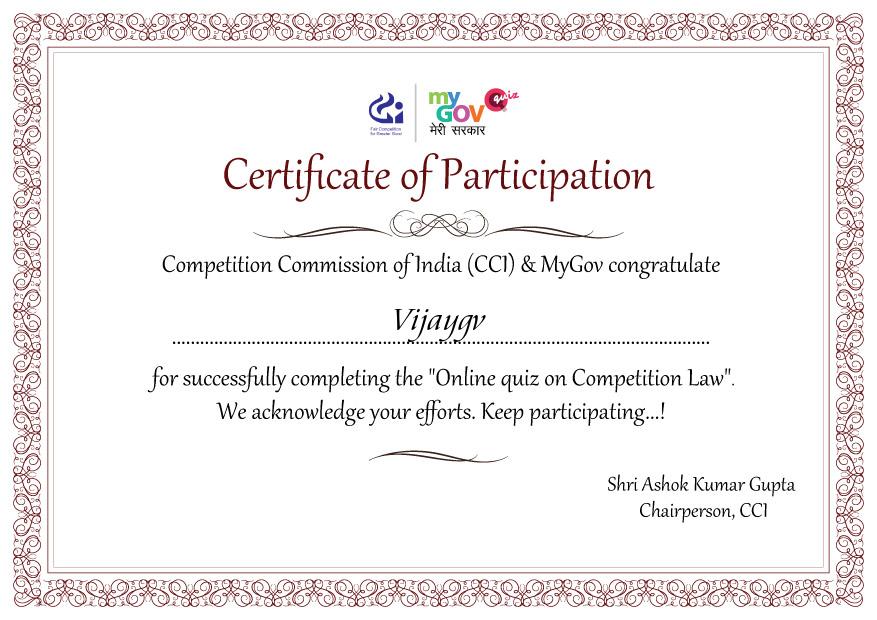 Fair Competition
for Greater Good
my
GOV
quiz
मेरी सरकार
Certificate of Participation
Competition Commission of India (CCI) & MyGov congratulate
Vijaygv
for successfully completing the "Online quiz on Competition Law".
We acknowledge your efforts. Keep participating...!
Shri Ashok Kumar Gupta
Chairperson, CCI